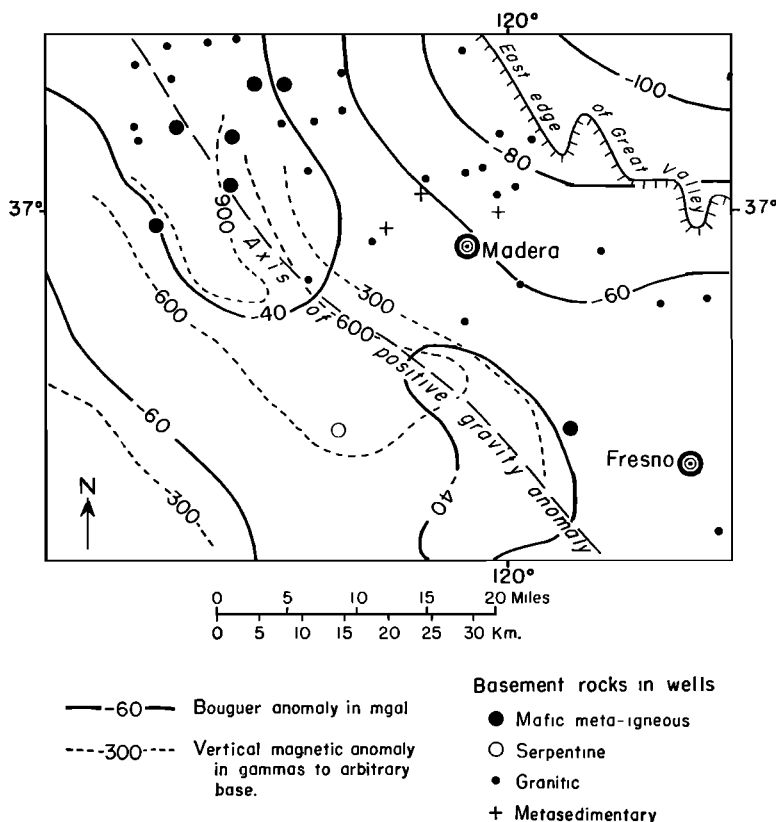 120°
East edge
of Great
Valley
-100
-80
37°
37°
900
Madera
Axis
of
positive
gravity
anomaly
300
-600-
600
-40
-60
-60
Fresno
40
300
N
120°
0 5 10 15 20 Miles
0 5 10 15 20 25 30 Km.
-60 Bouguer anomaly in mgal
-300- Vertical magnetic anomaly
in gammas to arbitrary
base.
Basement rocks in wells
Mafic meta-igneous
Serpentine
Granitic
+ Metasedimentary